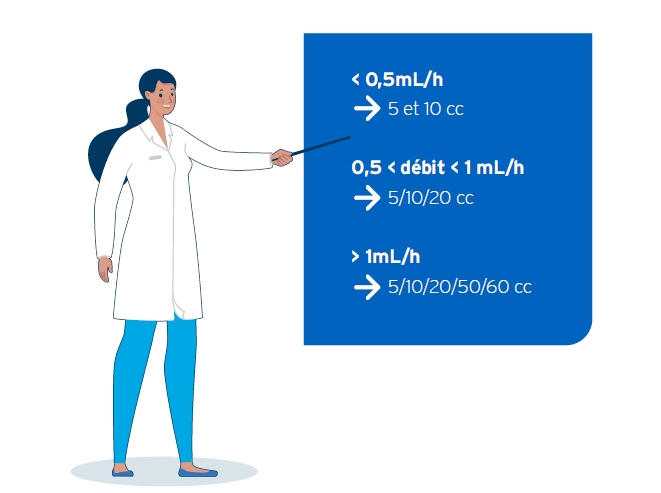 < 0,5mL/h
→ 5 et 10 cc
0,5 < débit < 1 mL/h
→ 5/10/20 cc
> 1mL/h
→ 5/10/20/50/60 cc